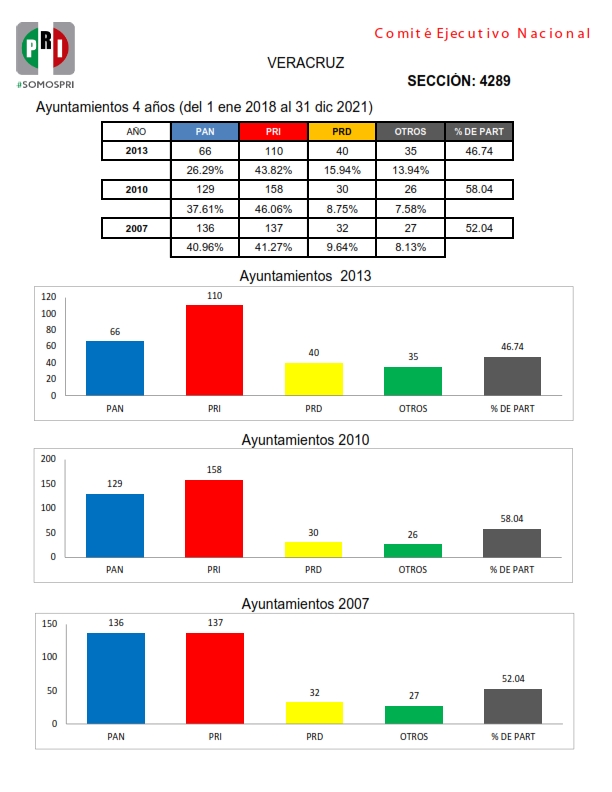 Comité Ejecutivo Nacional
PRI
#SOMOSPRI
VERACRUZ
SECCIÓN: 4289
Ayuntamientos 4 años (del 1 ene 2018 al 31 dic 2021)
AÑO PAN PRI PRD OTROS % DE PART
2013 66 110 40 35 46.74
26.29% 43.82% 15.94% 13.94%
2010 129 158 30 26 58.04
37.61% 46.06% 8.75% 7.58%
2007 136 137 32 27 52.04
40.96% 41.27% 9.64% 8.13%
Ayuntamientos 2013
120
100
80
60
40
20
0
66 110 40 35 46.74
PAN PRI PRD OTROS % DE PART
Ayuntamientos 2010
200
150
100
50
0
129 158 30 26 58.04
PAN PRI PRD OTROS % DE PART
Ayuntamientos 2007
150
100
50
0
136 137 32 27 52.04
PAN PRI PRD OTROS % DE PART